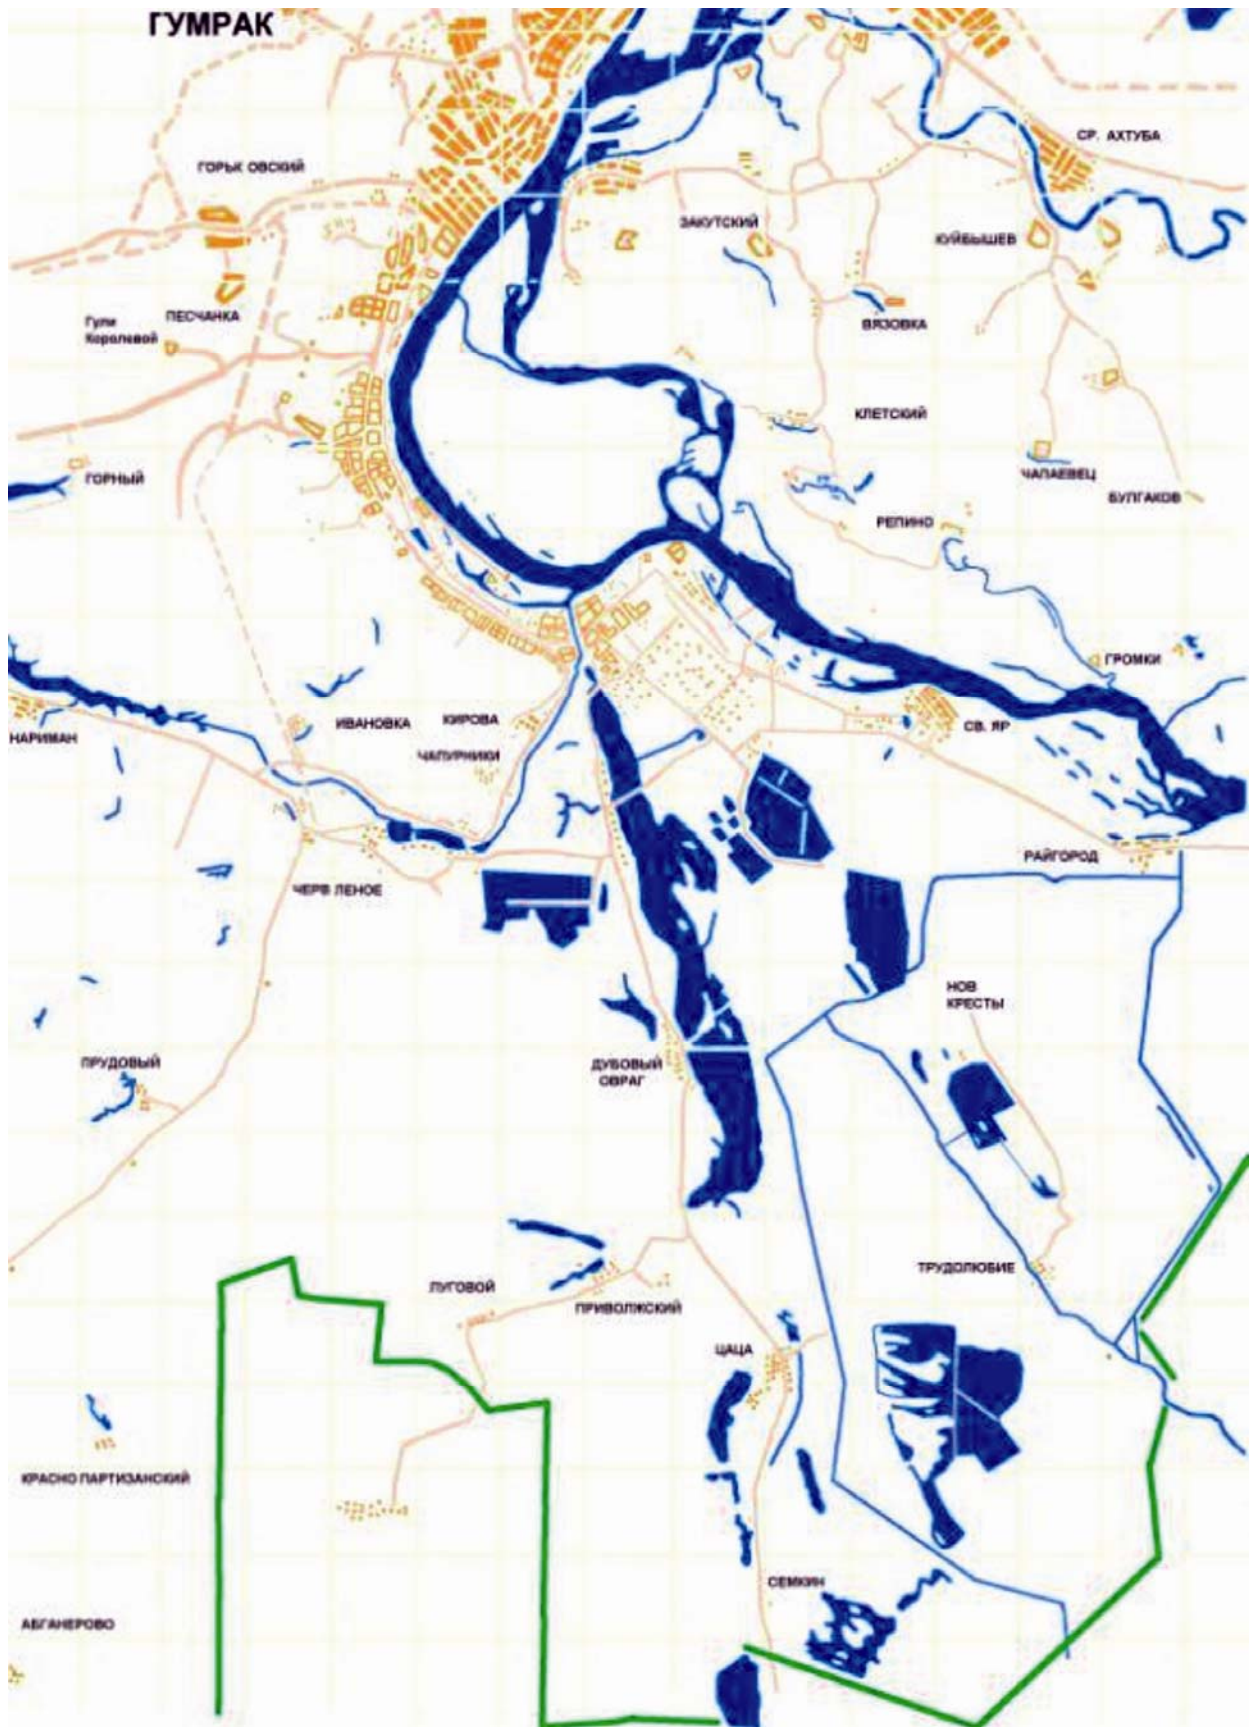 ГУМРАК
СР. АХТУБА
ГОРЬК ОВСКИЙ
ЗАКУТСКИЙ
КУЙБЫШЕВ
ПЕСЧАНКА
Гули
Королевой
ВЯЗОВКА
КЛЕТСКИЙ
ГОРНЫЙ
ЧАПАЕВЕЦ
БУЛГАКОВ
РЕПИНО
ГРОМКИ
ИВАНОВКА
КИРОВА
СВ. ЯР
НАРИМАН
ЧАПУРНИКИ
РАЙГОРОД
ЧЕРВ ЛЕНОЕ
НОВ
КРЕСТЫ
ПРУДОВЫЙ
ДУБОВЫЙ
ОВРАГ
ТРУДОЛЮБИЕ
ЛУГОВОЙ
ПРИВОЛЖСКИЙ
ЦАЦА
КРАСНО ПАРТИЗАНСКИЙ
СЕМКИН
АБГАНЕРОВО